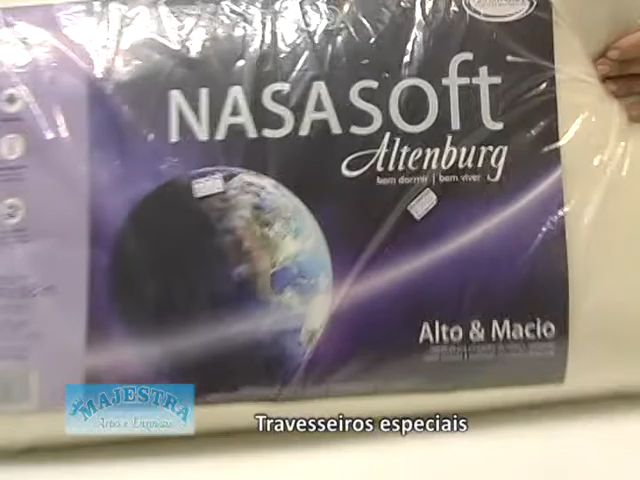 NASASOFT
Altenburg
bem dormir | bem viver
Alto & Macio
MAJESTRA
Travesseiros especiais